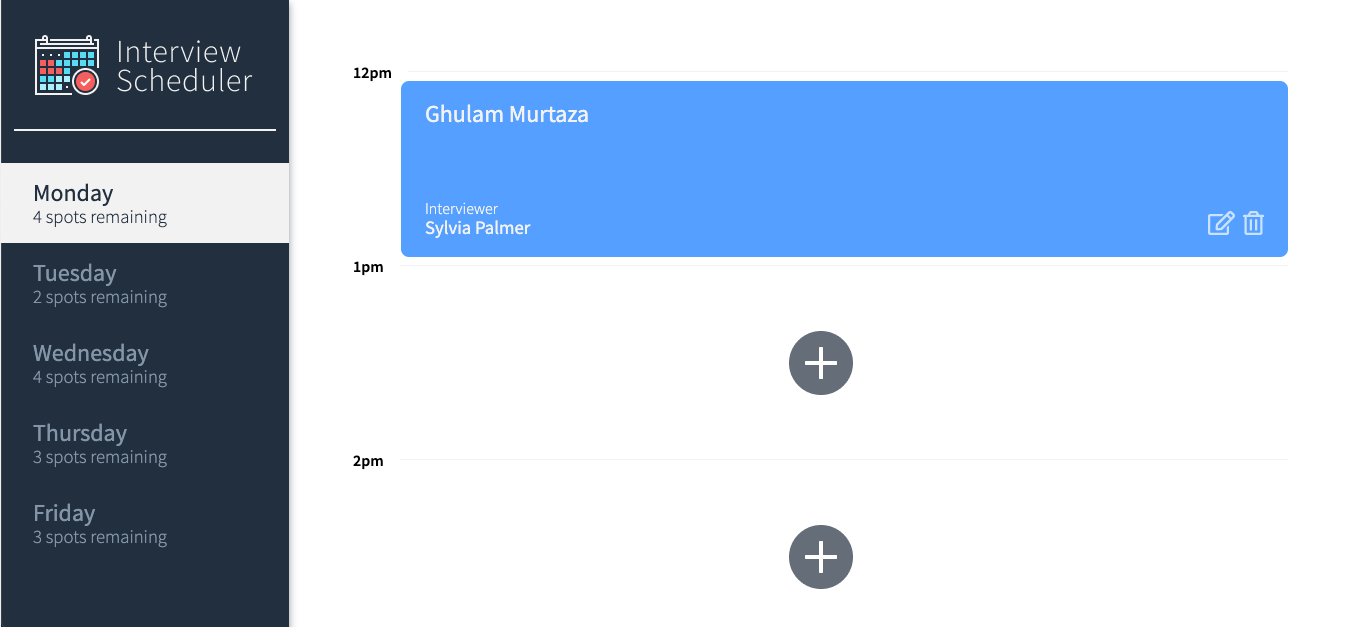 Interview
Scheduler
Monday
4 spots remaining
Tuesday
2 spots remaining
Wednesday
4 spots remaining
Thursday
3 spots remaining
Friday
3 spots remaining
12pm
Ghulam Murtaza
Interviewer
Sylvia Palmer
1pm
2pm